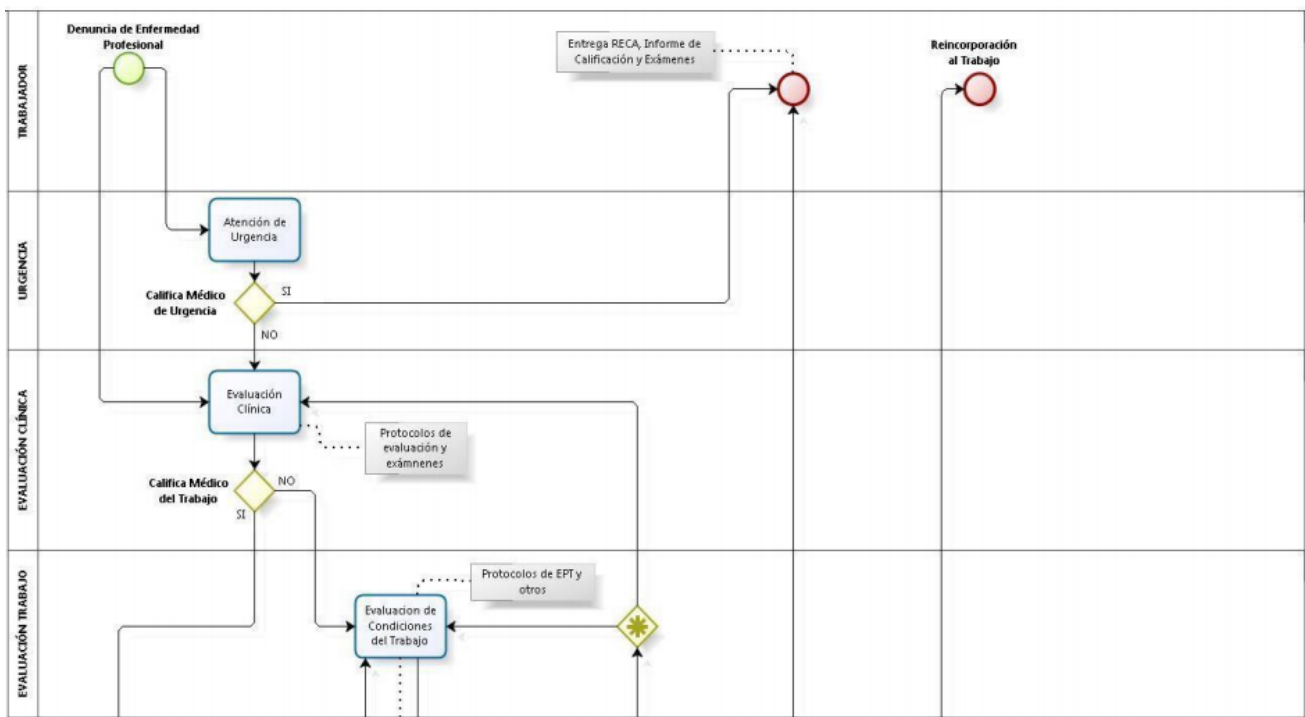 Denuncia de Enfermedad
Profesional
Entrega RECA, Informe de
Calificación y Exámenes
Reincorporación
al Trabajo
TRABAJADOR
Atención de
Urgencia
URGENCIA
Califica Médico
de Urgencia
SI
NO
Evaluación
Clínica
EVALUACIÓN CLÍNICA
Protocolos de
evaluación y
exámnenes
Califica Médico
del Trabajo
NO
SI
Protocolos de EPT y
otros
EVALUACIÓN TRABAJO
Evaluacion de
Condiciones
del Trabajo